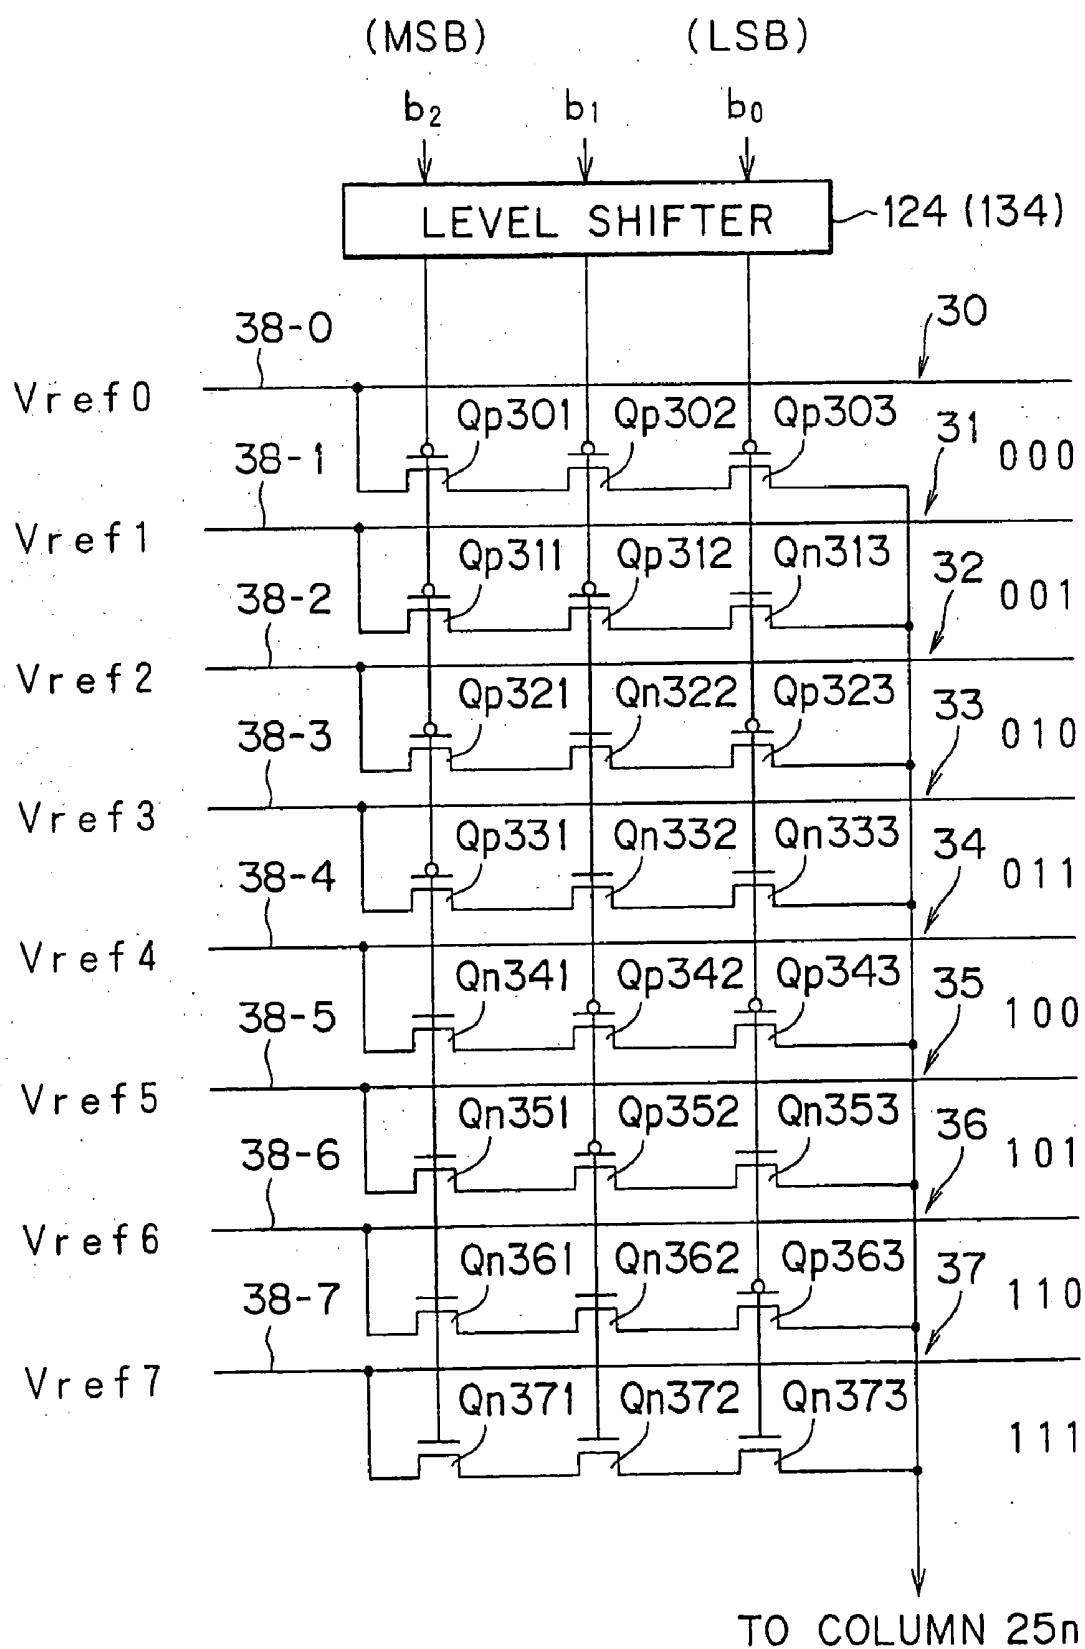 (MSB) (LSB)
b2 b1 b0
LEVEL SHIFTER
124 (134)
38-0
30
Vref0
Qp301 Qp302 Qp303
38-1
31
000
Vref1
Qp311 Qp312 Qn313
38-2
32
001
Vref2
Qp321 Qn322 Qp323
38-3
33
010
Vref3
Qp331 Qn332 Qn333
38-4
34
011
Vref4
Qn341 Qp342 Qp343
38-5
35
100
Vref5
Qn351 Qp352 Qn353
38-6
36
101
Vref6
Qn361 Qn362 Qp363
38-7
37
110
Vref7
Qn371 Qn372 Qn373
111
TO COLUMN 25n